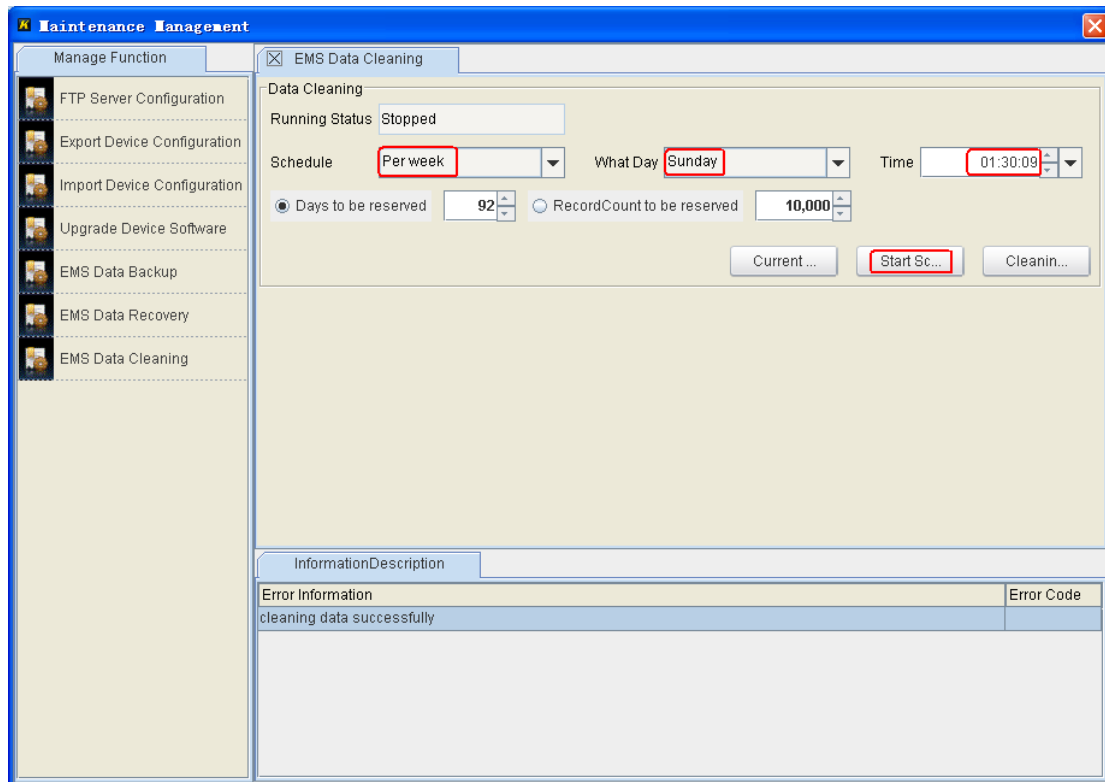 Maintenance Management
Manage Function
EMS Data Cleaning
FTP Server Configuration
Export Device Configuration
Import Device Configuration
Upgrade Device Software
EMS Data Backup
EMS Data Recovery
EMS Data Cleaning
Data Cleaning
Running Status Stopped
Schedule Per week What Day Sunday Time 01:30:09
Days to be reserved 92 RecordCount to be reserved 10,000
Current ... Start Sc... Cleanin...
InformationDescription
Error Information Error Code
cleaning data successfully